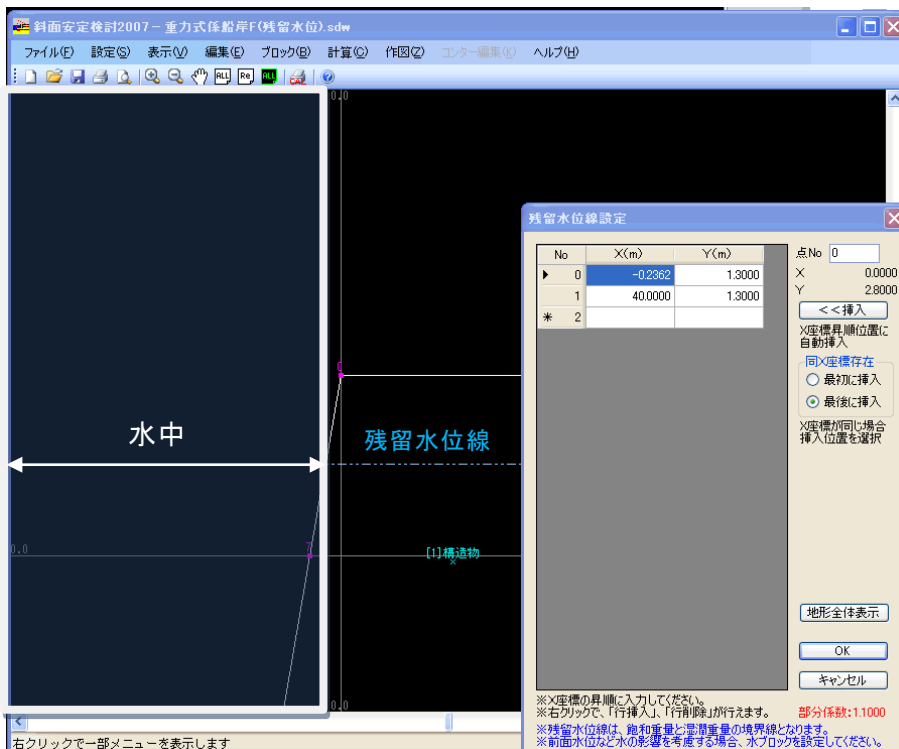 斜面安定検討2007－重力式係船岸F(残留水位).sdw
ファイル(F) 設定(S) 表示(V) 編集(E) ブロック(B) 計算(C) 作図(Z) コンター編集(K) ヘルプ(H)
ALL Re ALL CAL
0.0
残留水位線設定
No X(m) Y(m)
0 -0.2362 1.3000
1 40.0000 1.3000
2
点No 0
X 0.0000
Y 2.8000
<<挿入
X座標昇順位置に
自動挿入
同X座標存在
最初に挿入
最後に挿入
X座標が同じ場合
挿入位置を選択
0
水中
残留水位線
0.0
7
[1]構造物
地形全体表示
OK
キャンセル
0.0
※X座標の昇順に入力してください。
※右クリックで、「行挿入」、「行削除」が行えます。
部分係数:1.1000
※残留水位線は、飽和重量と湿潤重量の境界線となります。
※前面水位など水の影響を考慮する場合、水ブロックを設定してください。
右クリックで一部メニューを表示します